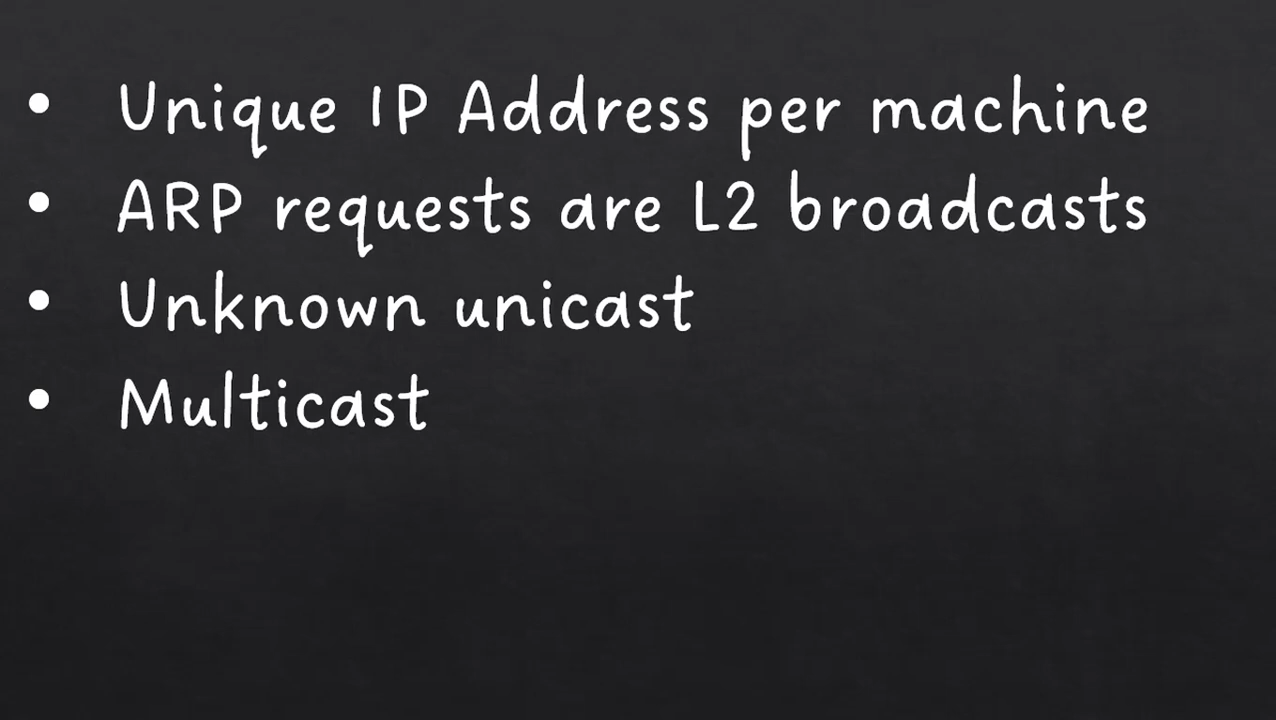 • Unique IP Address per machine
• ARP requests are L2 broadcasts
• Unknown unicast
• Multicast